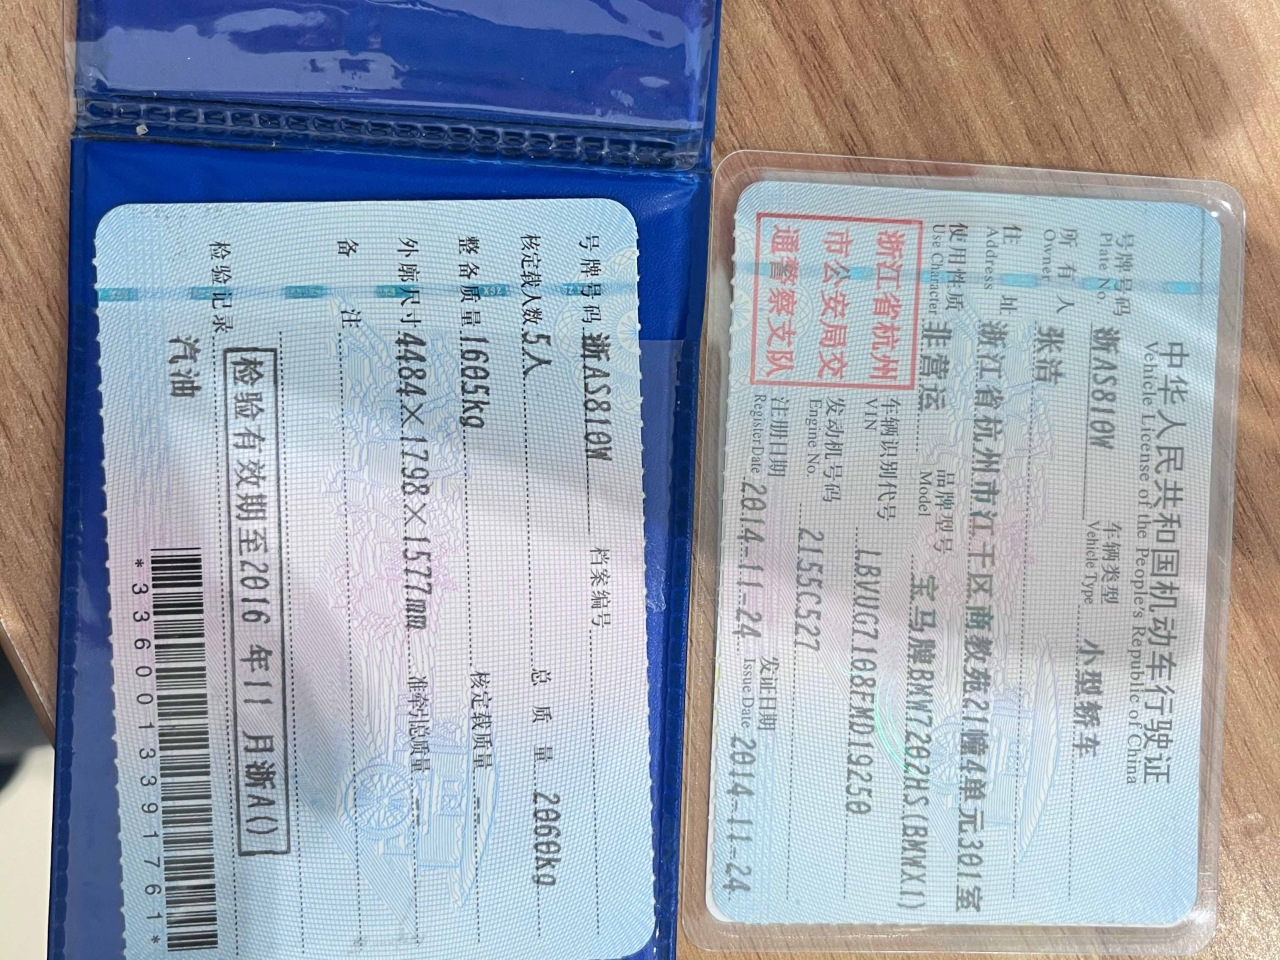 中华人民共和国机动车行驶证
Vehicle License of the People's Republic of China
号牌号码 浙AS810W 车辆类型 小型轿车
Plate No. Vehicle Type
所有人 张洁
Owner
住址 浙江省杭州市江干区商教苑21幢4单元301室
Address
使用性质 非营运 品牌型号 宝马牌BMW7202HS(BMWX1)
Use Character Model
浙江省杭州
市公安局交
通警察支队
车辆识别代号 LBVUG7108FMD19250
VIN
发动机号码 2155C527
Engine No.
注册日期 2014-11-24 发证日期 2014-11-24
Register Date Issue Date
号牌号码 浙AS810W 档案编号
核定载人数 5人 总质量 2060kg
整备质量 1605kg 核定载质量 --
外廓尺寸 4484×1798×1577mm 准牵引总质量 --
备注
检验记录 检验有效期至2016年11月浙A()
汽油
*3360013391761*